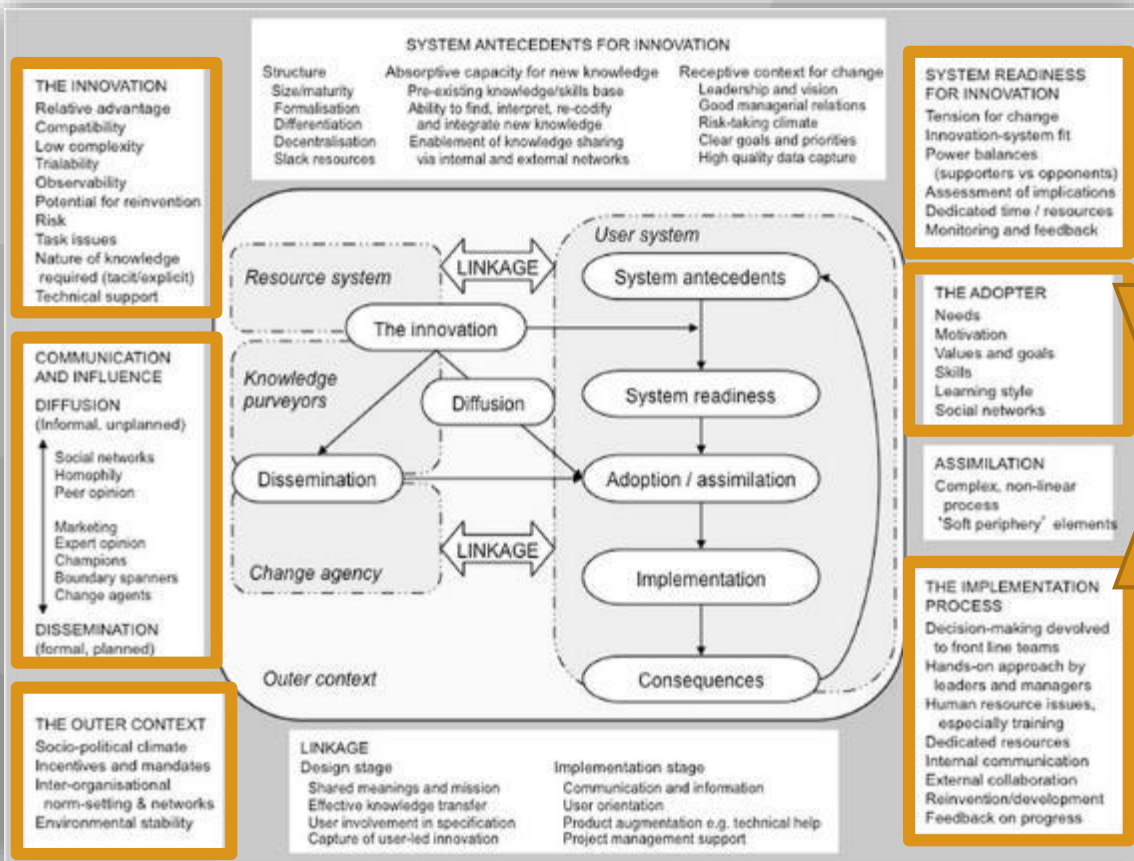 SYSTEM ANTECEDENTS FOR INNOVATION
Structure
Size/maturity
Formalisation
Differentiation
Decentralisation
Slack resources
Absorptive capacity for new knowledge
Pre-existing knowledge/skills base
Ability to find, interpret, re-codify
and integrate new knowledge
Enablement of knowledge sharing
via internal and external networks
Receptive context for change
Leadership and vision
Good managerial relations
Risk-taking climate
Clear goals and priorities
High quality data capture
THE INNOVATION
Relative advantage
Compatibility
Low complexity
Trialability
Observability
Potential for reinvention
Risk
Task issues
Nature of knowledge
required (tacit/explicit)
Technical support
COMMUNICATION
AND INFLUENCE
DIFFUSION
(Informal, unplanned)
Social networks
Homophily
Peer opinion
Marketing
Expert opinion
Champions
Boundary spanners
Change agents
DISSEMINATION
(formal, planned)
THE OUTER CONTEXT
Socio-political climate
Incentives and mandates
Inter-organisational
norm-setting & networks
Environmental stability
Resource system
LINKAGE
User system
System antecedents
The innovation
Knowledge
purveyors
Diffusion
System readiness
Dissemination
Adoption / assimilation
LINKAGE
Change agency
Implementation
Outer context
Consequences
SYSTEM READINESS
FOR INNOVATION
Tension for change
Innovation-system fit
Power balances
(supporters vs opponents)
Assessment of implications
Dedicated time / resources
Monitoring and feedback
THE ADOPTER
Needs
Motivation
Values and goals
Skills
Learning style
Social networks
ASSIMILATION
Complex, non-linear
process
'Soft periphery' elements
THE IMPLEMENTATION
PROCESS
Decision-making devolved
to front line teams
Hands-on approach by
leaders and managers
Human resource issues,
especially training
Dedicated resources
Internal communication
External collaboration
Reinvention/development
Feedback on progress
LINKAGE
Design stage
Shared meanings and mission
Effective knowledge transfer
User involvement in specification
Capture of user-led innovation
Implementation stage
Communication and information
User orientation
Product augmentation e.g. technical help
Project management support